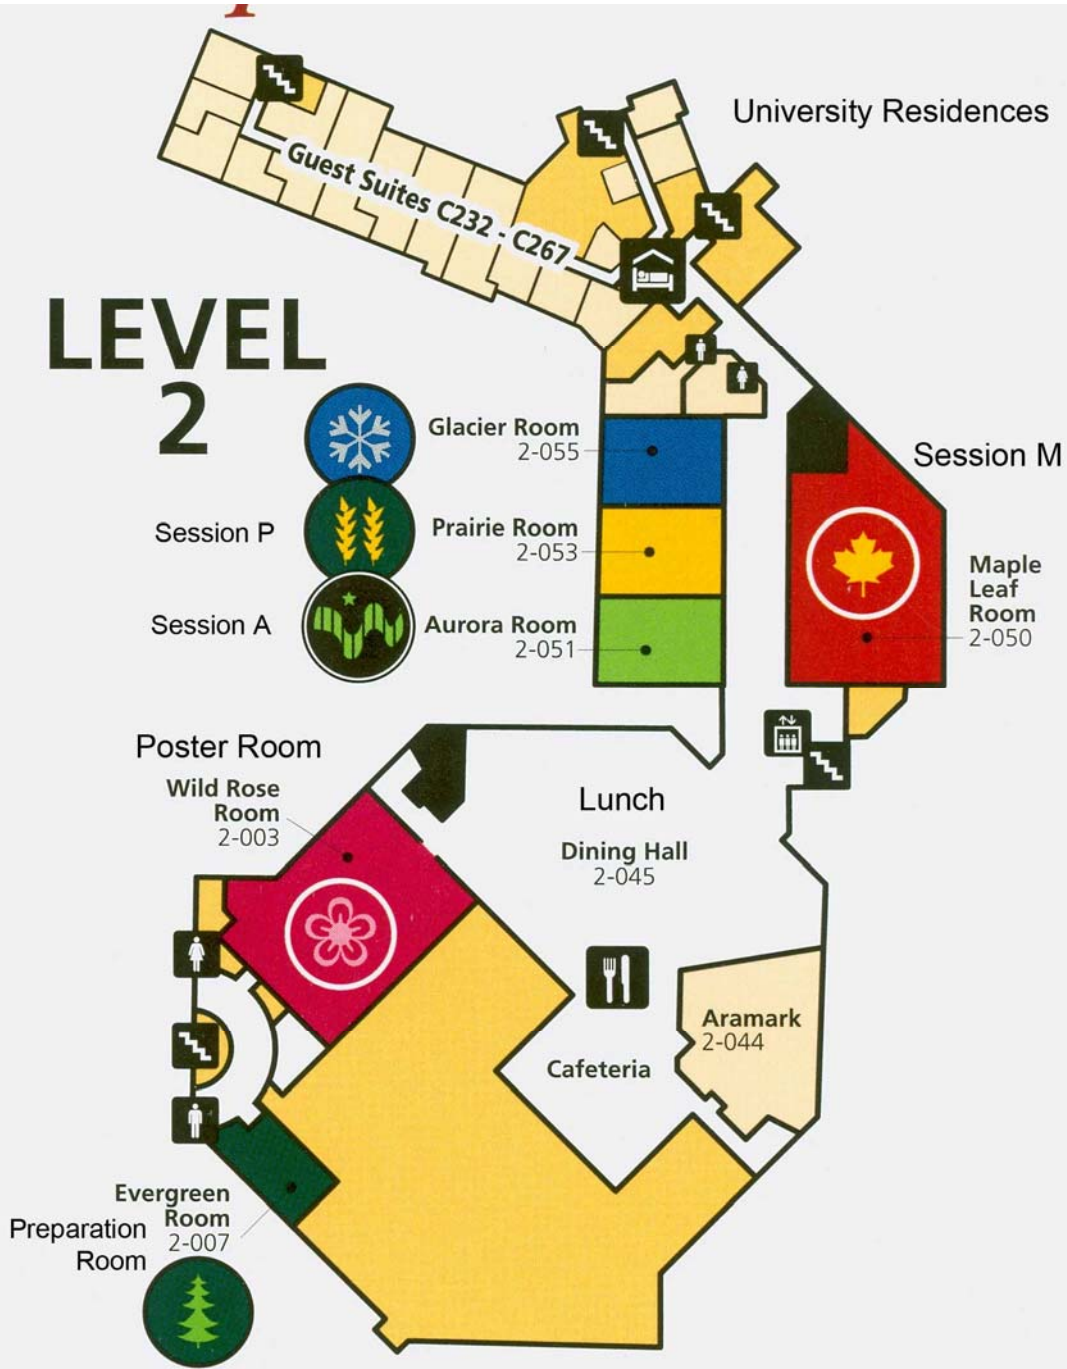 University Residences
Guest Suites C232 - C267
LEVEL
2
Glacier Room
2-055
Session M
Session P
Prairie Room
2-053
Maple
Leaf
Room
2-050
Session A
Aurora Room
2-051
Poster Room
Wild Rose
Room
2-003
Lunch
Dining Hall
2-045
Aramark
2-044
Cafeteria
Evergreen
Room
2-007
Preparation
Room